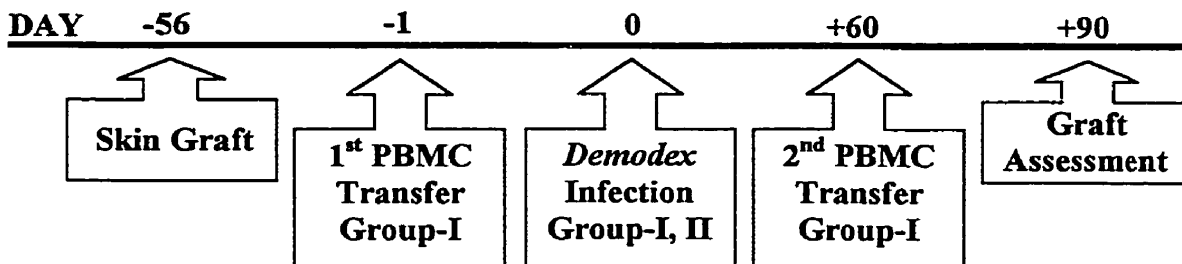 DAY -56 -1 0 +60 +90
Skin Graft
1st PBMC
Transfer
Group-I
Demodex
Infection
Group-I, II
2nd PBMC
Transfer
Group-I
Graft
Assessment